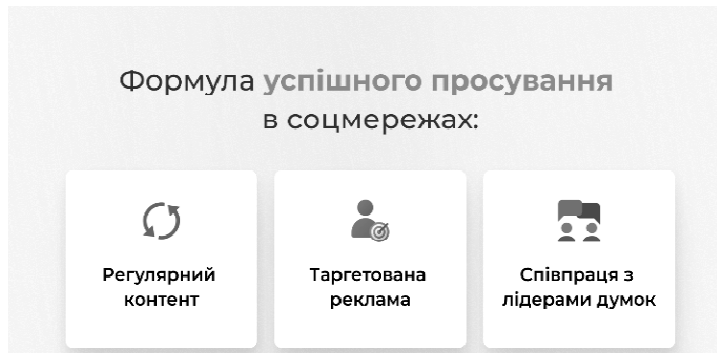 Формула успішного просування
в соцмережах:
Регулярний
контент
Таргетована
реклама
Співпраця з
лідерами думок